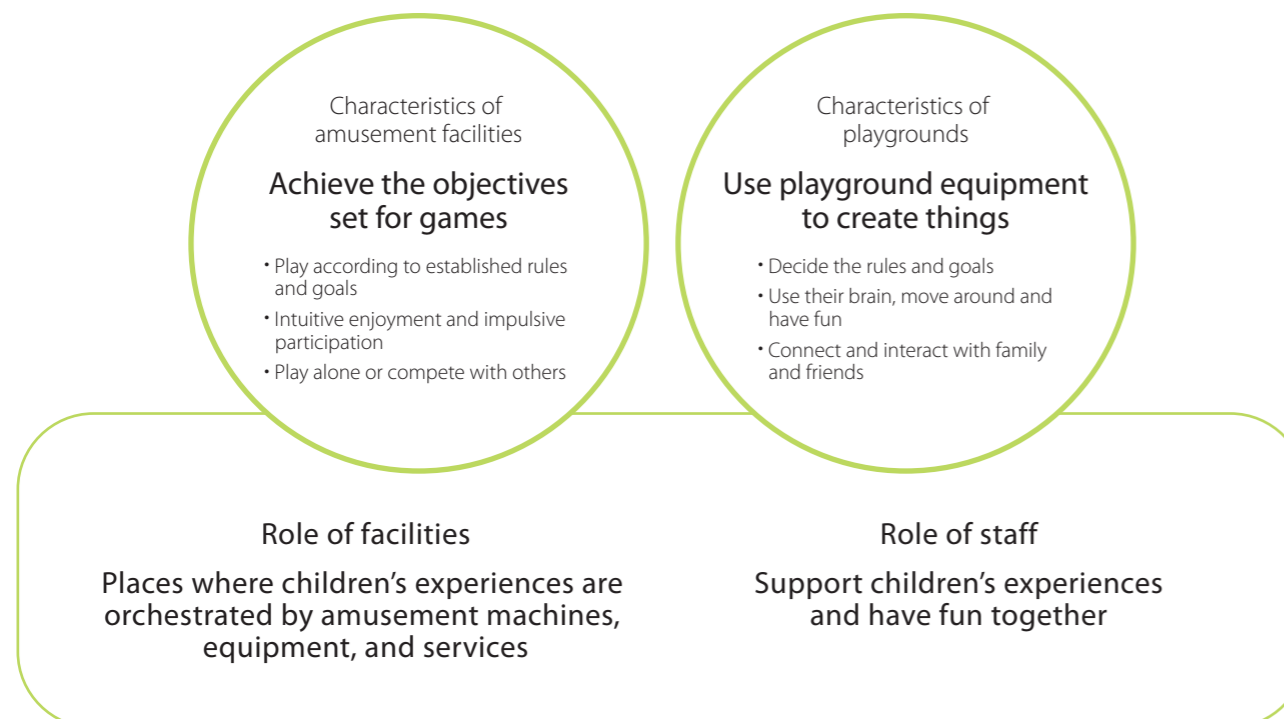 Characteristics of
amusement facilities
Achieve the objectives
set for games
・Play according to established rules
and goals
・Intuitive enjoyment and impulsive
participation
・Play alone or compete with others
Characteristics of
playgrounds
Use playground equipment
to create things
・Decide the rules and goals
・Use their brain, move around and
have fun
・Connect and interact with family
and friends
Role of facilities
Places where children’s experiences are
orchestrated by amusement machines,
equipment, and services
Role of staff
Support children’s experiences
and have fun together